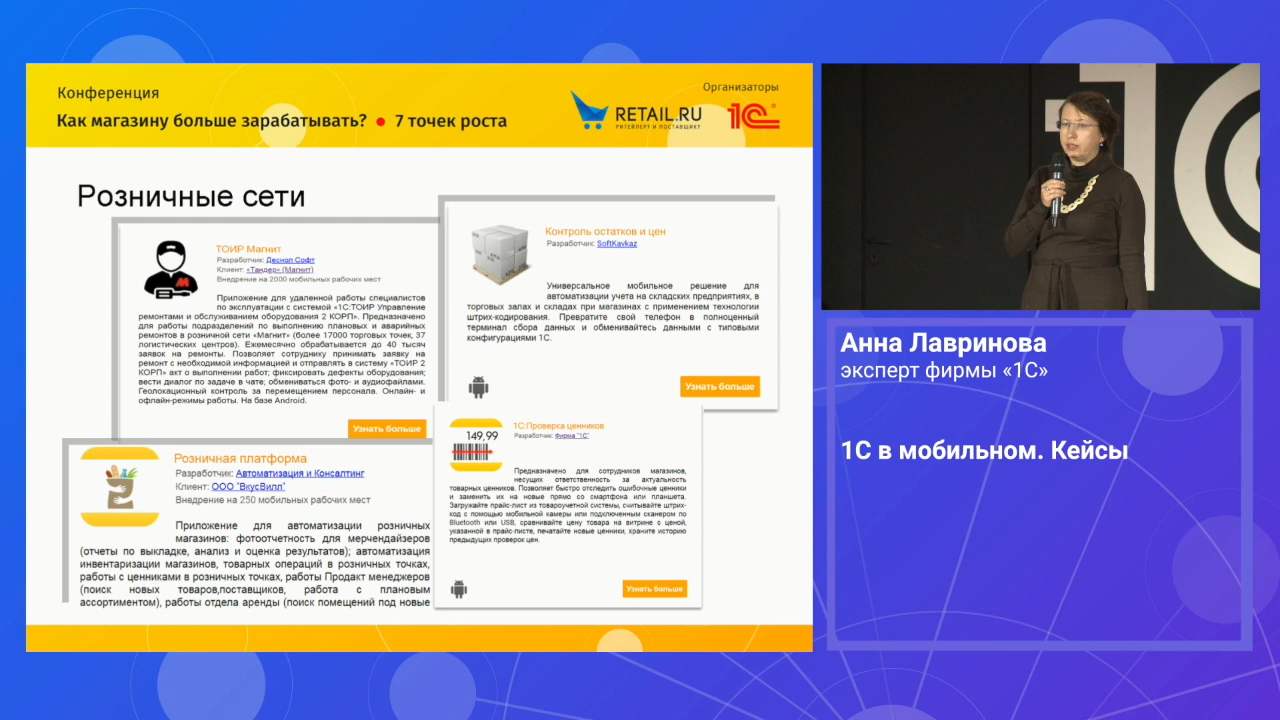 Конференция
Как магазину больше зарабатывать? • 7 точек роста
Организаторы
RETAIL.RU
РИТЕЙЛЕРУ И ПОСТАВЩИКУ
1С
Розничные сети
ТОИР Магнит
Разработчик: Деснол Софт
Клиент: «Тандер» (Магнит)
Внедрение на 2000 мобильных рабочих мест
Приложение для удаленной работы специалистов
по эксплуатации с системой «1С:ТОИР Управление
ремонтами и обслуживанием оборудования 2 КОРП». Предназначено
для работы подразделений по выполнению плановых и аварийных
ремонтов в розничной сети «Магнит» (более 17000 торговых точек, 37
логистических центров). Ежемесячно обрабатывается до 40 тысяч
заявок на ремонты. Позволяет сотруднику принимать заявку на
ремонт с необходимой информацией и отправлять в систему «ТОИР 2
КОРП» акт о выполнении работ; фиксировать дефекты оборудования;
вести диалог по задаче в чате; обмениваться фото- и аудиофайлами.
Геолокационный контроль за перемещением персонала. Онлайн- и
офлайн-режимы работы. На базе Android.
Узнать больше
Контроль остатков и цен
Разработчик: SoftKavkaz
Универсальное мобильное решение для
автоматизации учета на складских предприятиях, в
торговых залах и складах при магазинах с применением технологии
штрих-кодирования. Превратите свой телефон в полноценный
терминал сбора данных и обменивайтесь данными с типовыми
конфигурациями 1С.
Узнать больше
Розничная платформа
Разработчик: Автоматизация и Консалтинг
Клиент: ООО "ВкусВилл"
Внедрение на 250 мобильных рабочих мест
Приложение для автоматизации розничных
магазинов: фотоотчетность для мерчендайзеров
(отчеты по выкладке, анализ и оценка результатов); автоматизация
инвентаризации магазинов, товарных операций в розничных точках,
работы с ценниками в розничных точках, работы Продакт менеджеров
(поиск новых товаров,поставщиков, работа с плановым
ассортиментом), работы отдела аренды (поиск помещений под новые
149,99
1С:Проверка ценников
Разработчик: Фирма "1С"
Предназначено для сотрудников магазинов,
несущих ответственность за актуальность
товарных ценников. Позволяет быстро отследить ошибочные ценники
и заменить их на новые прямо со смартфона или планшета.
Загружайте прайс-лист из товароучетной системы, считывайте штрих-
код с помощью мобильной камеры или подключенным сканером по
Bluetooth или USB, сравнивайте цену товара на витрине с ценой,
указанной в прайс-листе, печатайте новые ценники, храните историю
предыдущих проверок цен.
Узнать больше
Анна Лавринова
эксперт фирмы «1С»
1С в мобильном. Кейсы